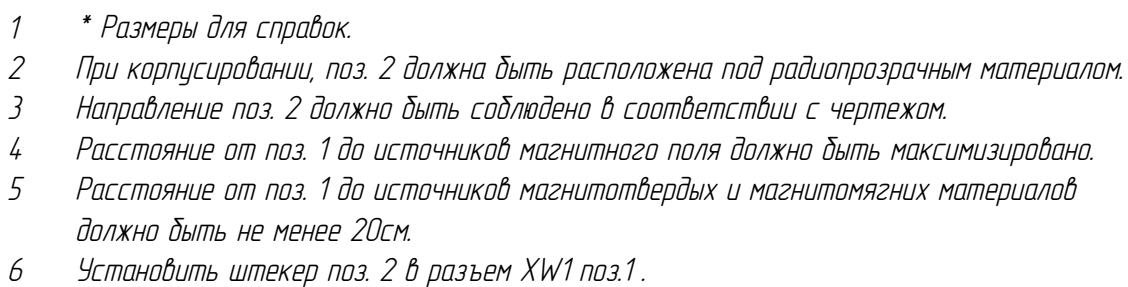 1 * Размеры для справок.
2 При корпусировании, поз. 2 должна быть расположена под радиопрозрачным материалом.
3 Направление поз. 2 должно быть соблюдено в соответствии с чертежом.
4 Расстояние от поз. 1 до источников магнитного поля должно быть максимизировано.
5 Расстояние от поз. 1 до источников магнитотвердых и магнитомягних материалов
должно быть не менее 20см.
6 Установить штекер поз. 2 в разъем XW1 поз.1 .